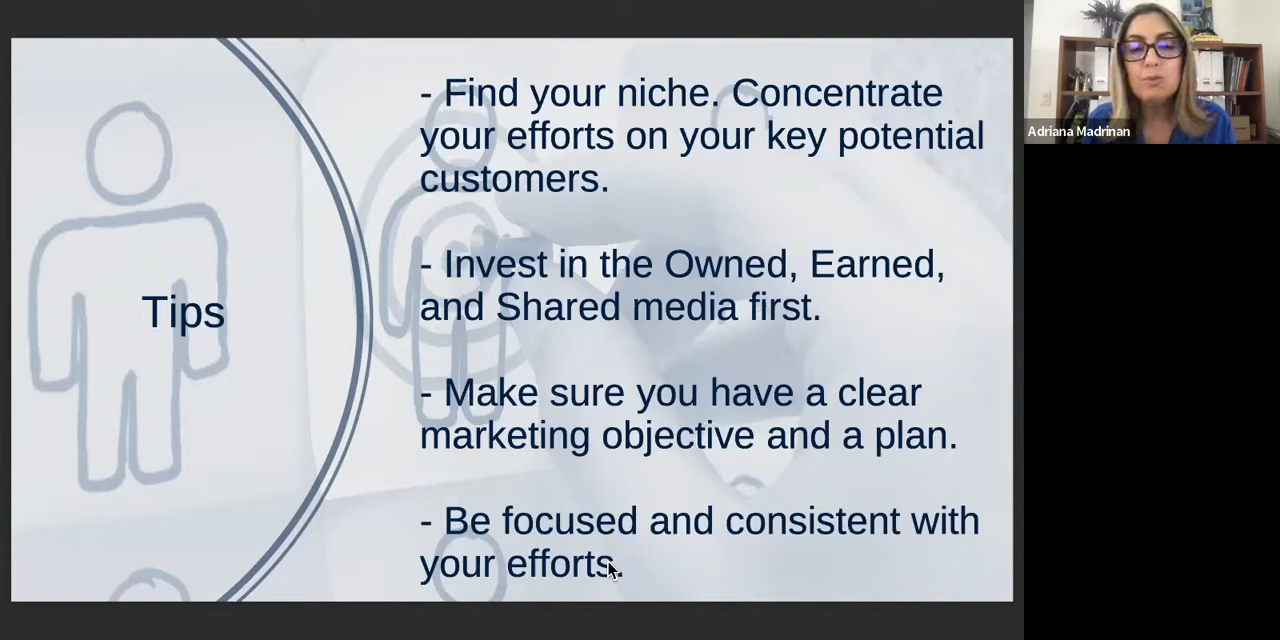 Tips
- Find your niche. Concentrate
your efforts on your key potential
customers.
- Invest in the Owned, Earned,
and Shared media first.
- Make sure you have a clear
marketing objective and a plan.
- Be focused and consistent with
your efforts.
Adriana Madrinan